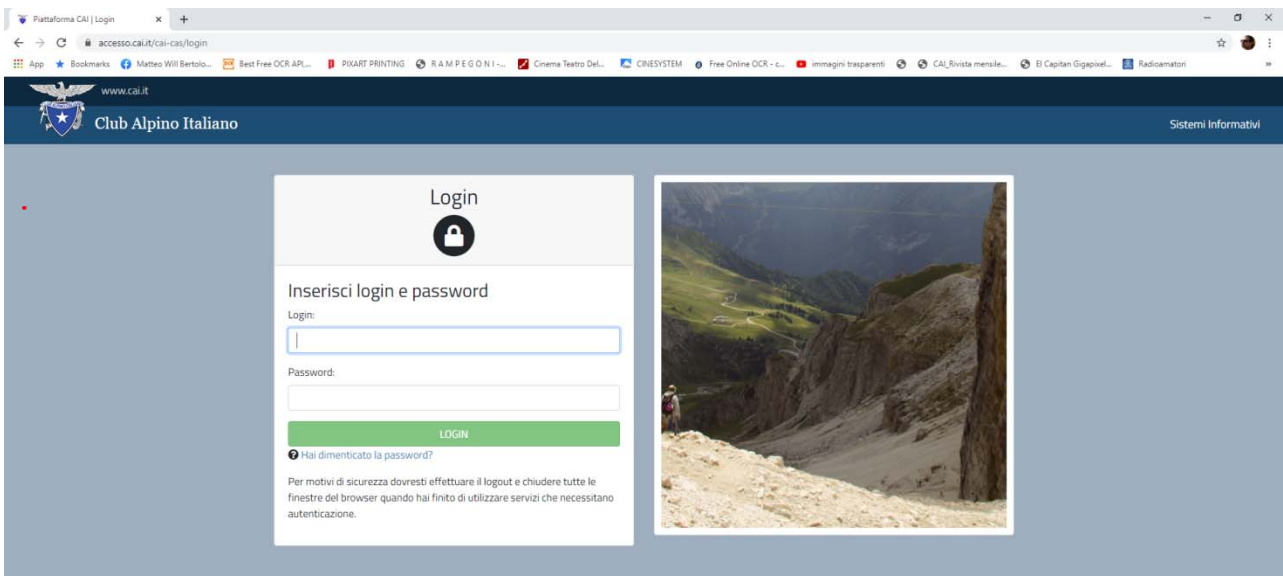 Piattaforma CAI | Login
accesso.cai.it/cai-cas/login
App Bookmarks Matteo Will Bertolo... Best Free OCR API,... PIXART PRINTING R A M P E G O N I -... Cinema Teatro Del... CINESYSTEM Free Online OCR - c... immagini trasparenti CAI_Rivista mensile... El Capitan Gigapixel... Radioamatori
www.cai.it
Club Alpino Italiano
Sistemi Informativi
Login
Inserisci login e password
Login:
Password:
LOGIN
Hai dimenticato la password?
Per motivi di sicurezza dovresti effettuare il logout e chiudere tutte le
finestre del browser quando hai finito di utilizzare servizi che necessitano
autenticazione.